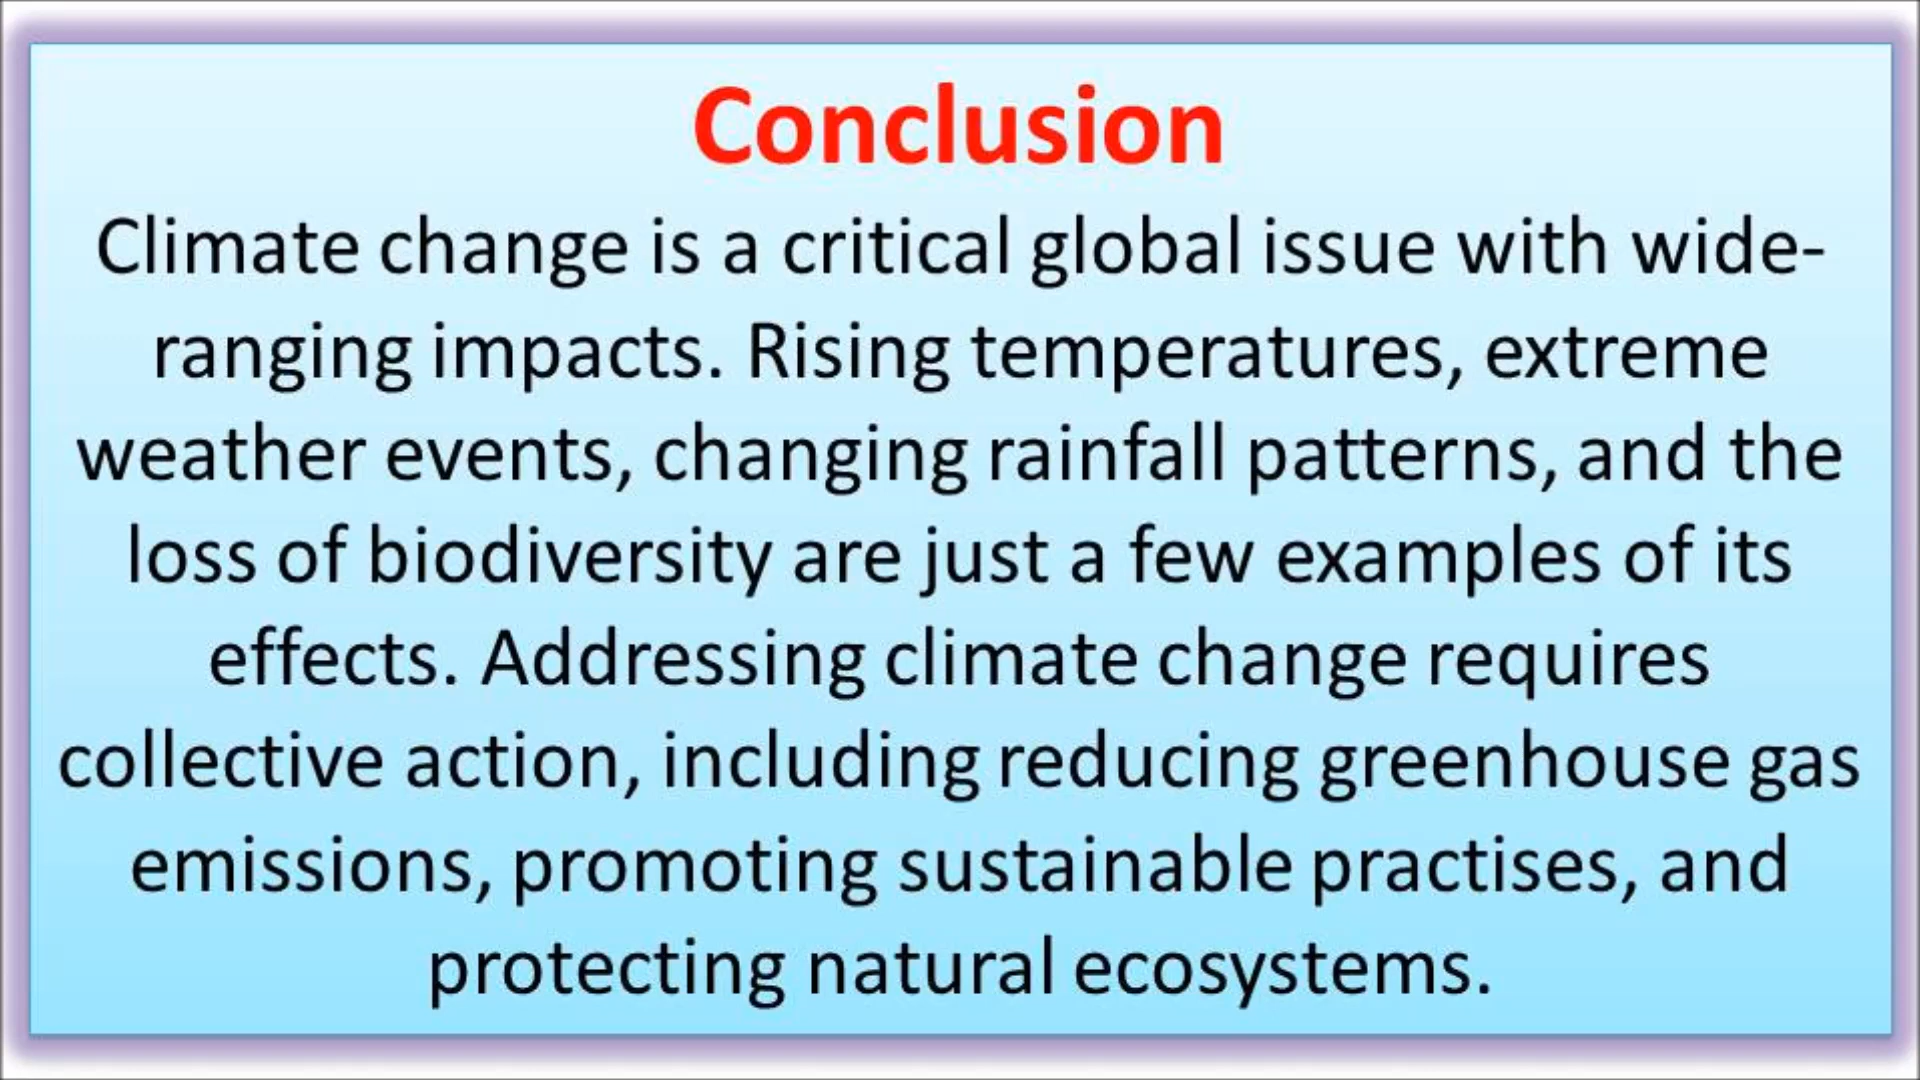 Conclusion
Climate change is a critical global issue with wide-
ranging impacts. Rising temperatures, extreme
weather events, changing rainfall patterns, and the
loss of biodiversity are just a few examples of its
effects. Addressing climate change requires
collective action, including reducing greenhouse gas
emissions, promoting sustainable practises, and
protecting natural ecosystems.